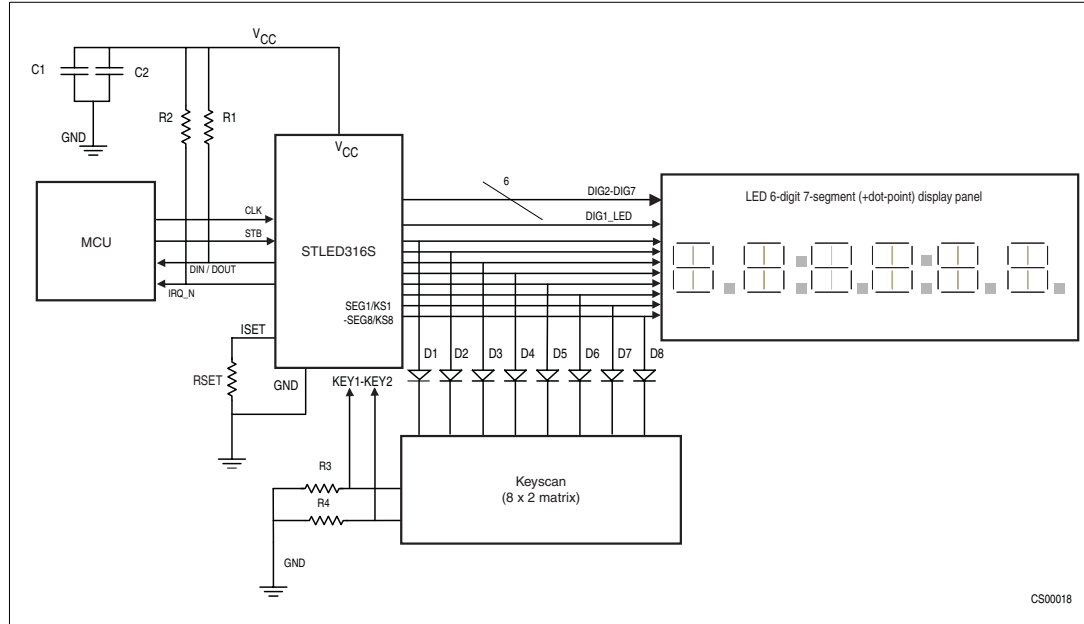 VCC
C1
C2
R2
R1
GND
VCC
6
DIG2-DIG7
LED 6-digit 7-segment (+dot-point) display panel
MCU
CLK
STB
DIN / DOUT
IRQ_N
STLED316S
DIG1_LED
SEG1/KS1
-SEG8/KS8
ISET
RSET
GND
KEY1-KEY2
D1
D2
D3
D4
D5
D6
D7
D8
R3
R4
GND
Keyscan
(8 x 2 matrix)
CS00018